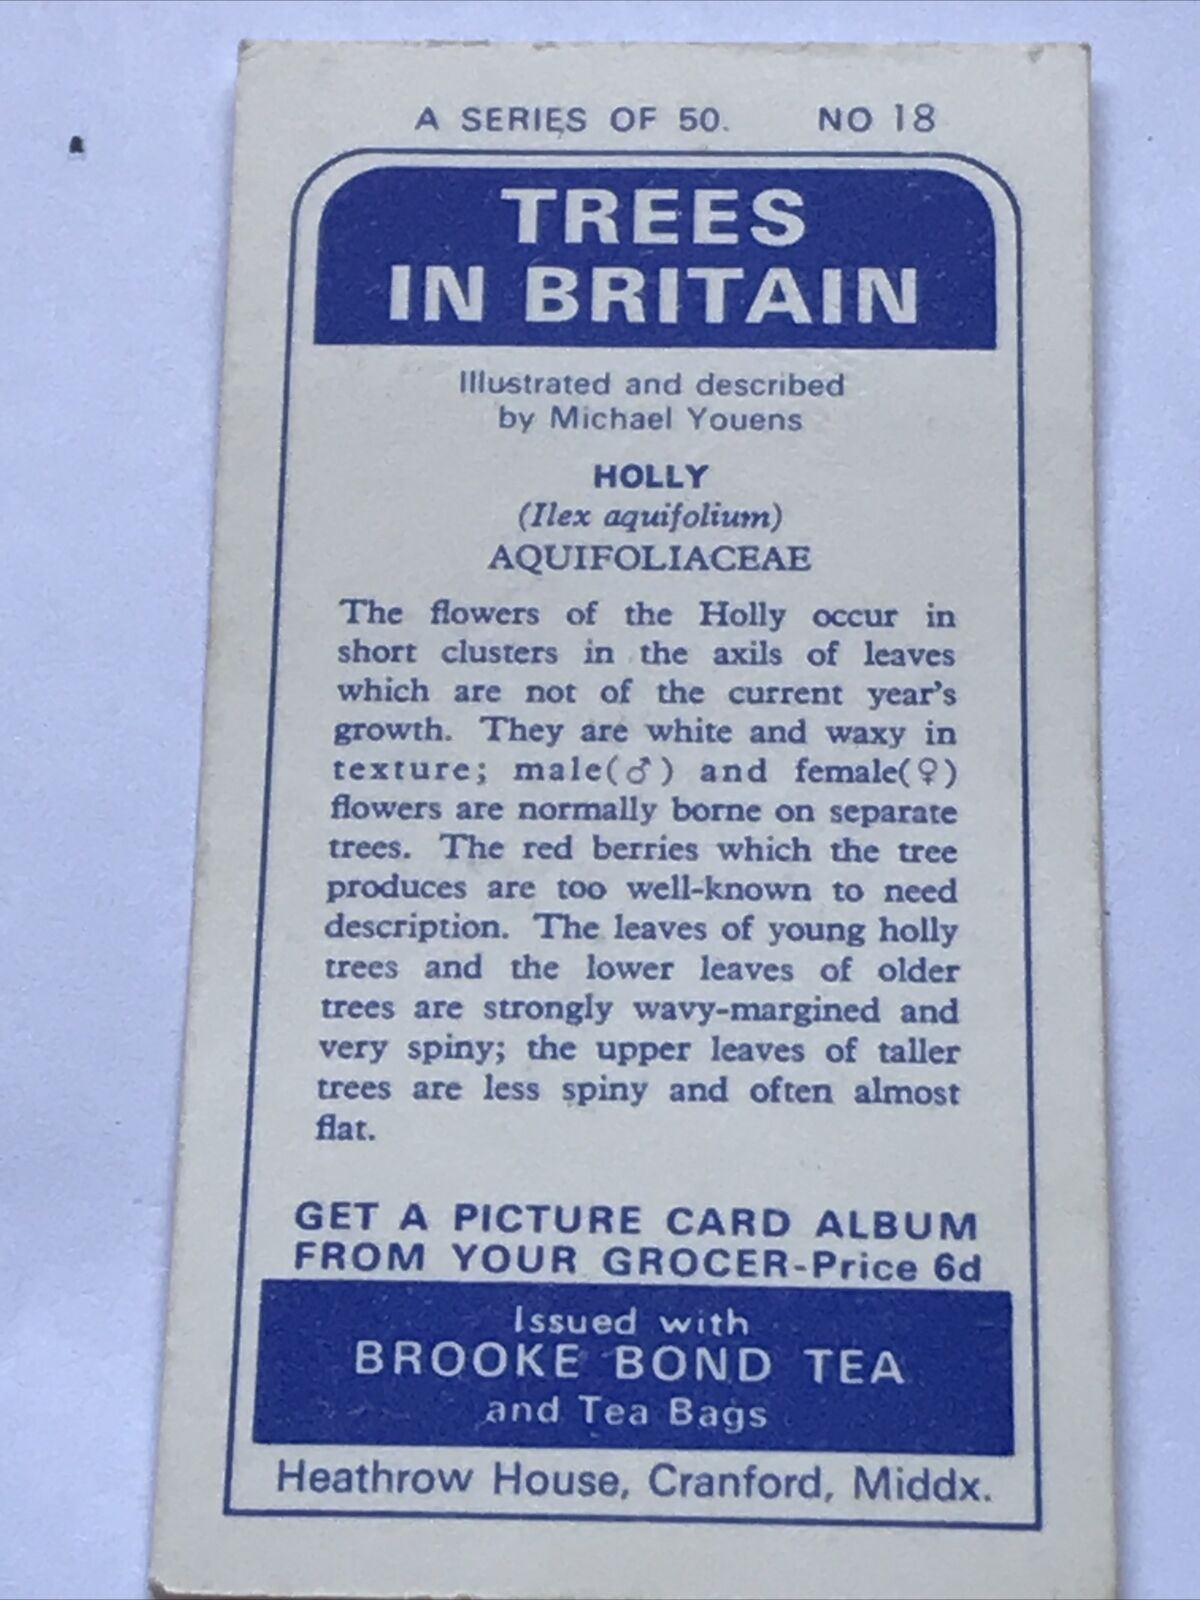 A SERIES OF 50. NO 18
TREES
IN BRITAIN
Illustrated and described
by Michael Youens
HOLLY
(Ilex aquifolium)
AQUIFOLIACEAE
The flowers of the Holly occur in
short clusters in the axils of leaves
which are not of the current year's
growth. They are white and waxy in
texture; male(♂) and female(♀)
flowers are normally borne on separate
trees. The red berries which the tree
produces are too well-known to need
description. The leaves of young holly
trees and the lower leaves of older
trees are strongly wavy-margined and
very spiny; the upper leaves of taller
trees are less spiny and often almost
flat.
GET A PICTURE CARD ALBUM
FROM YOUR GROCER-Price 6d
Issued with
BROOKE BOND TEA
and Tea Bags
Heathrow House, Cranford, Middx.